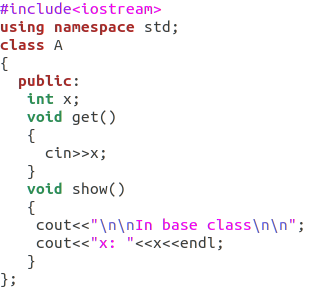 #include<iostream>
using namespace std;
class A
{
  public:
   int x;
   void get()
   {
     cin>>x;
   }
   void show()
   {
    cout<<"\n\nIn base class\n\n";
    cout<<"x: "<<x<<endl;
   }
};